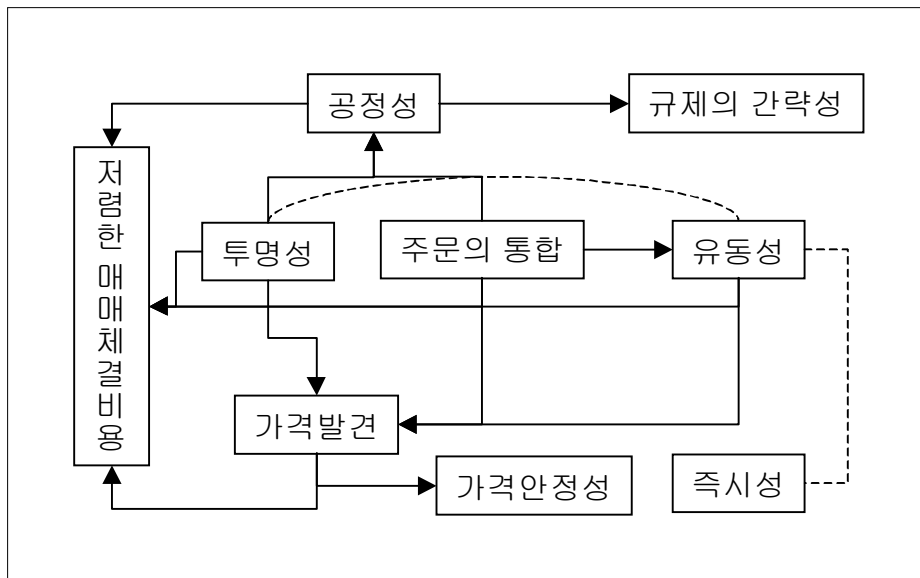 공정성
규제의 간략성
저렴한 매매체결비용
투명성
주문의 통합
유동성
가격발견
가격안정성
즉시성